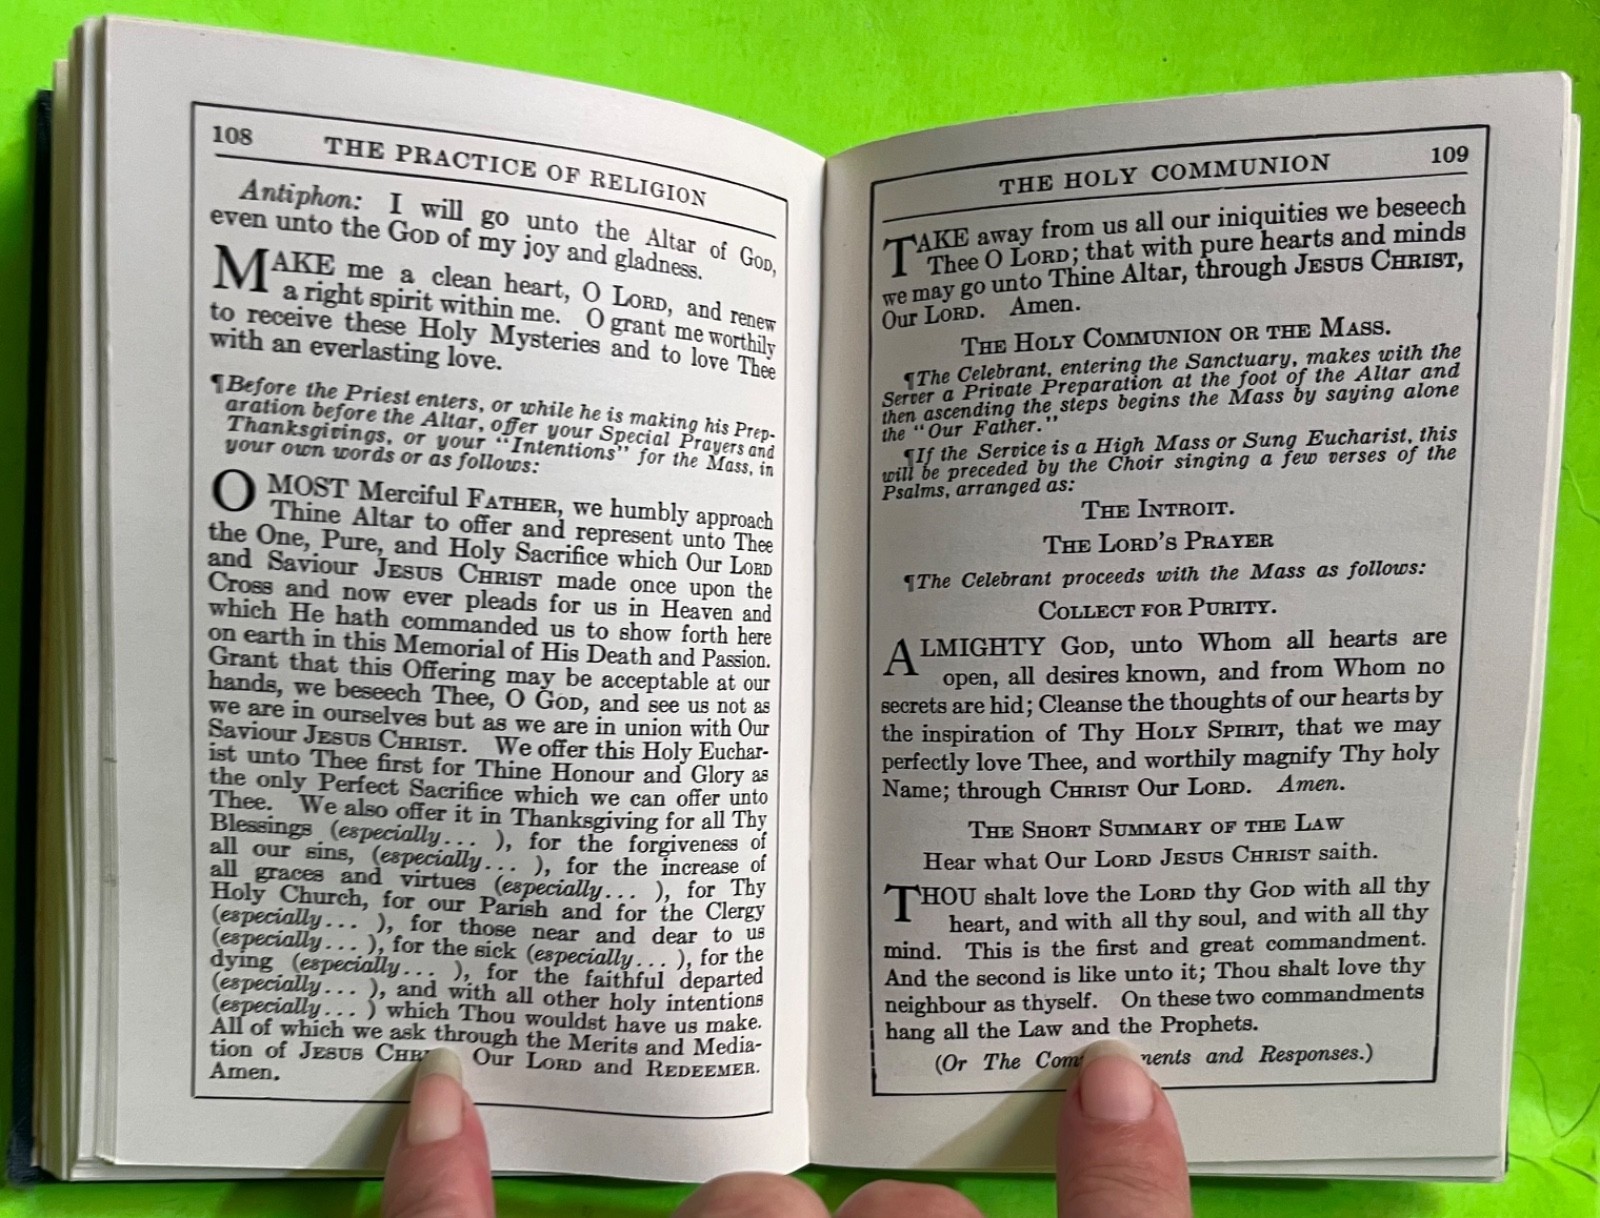 108 THE PRACTICE OF RELIGION
Antiphon: I will go unto the Altar of GOD,
even unto the GOD of my joy and gladness.
MAKE me a clean heart, O LORD, and renew
a right spirit within me. O grant me worthily
to receive these Holy Mysteries and to love Thee
with an everlasting love.
¶Before the Priest enters, or while he is making his Prep-
aration before the Altar, offer your Special Prayers and
Thanksgivings, or your "Intentions" for the Mass, in
your own words or as follows:
O MOST Merciful FATHER, we humbly approach
Thine Altar to offer and represent unto Thee
the One, Pure, and Holy Sacrifice which Our LORD
and Saviour JESUS CHRIST made once upon the
Cross and now ever pleads for us in Heaven and
which He hath commanded us to show forth here
on earth in this Memorial of His Death and Passion.
Grant that this Offering may be acceptable at our
hands, we beseech Thee, O GOD, and see us not as
we are in ourselves but as we are in union with Our
Saviour JESUS CHRIST. We offer this Holy Euchar-
ist unto Thee first for Thine Honour and Glory as
the only Perfect Sacrifice which we can offer unto
Thee. We also offer it in Thanksgiving for all Thy
Blessings (especially... ), for the forgiveness of
all our sins, (especially... ), for the increase of
all graces and virtues (especially... ), for Thy
Holy Church, for our Parish and for the Clergy
(especially... ), for those near and dear to us
(especially... ), for the sick (especially... ), for the
dying (especially... ), for the faithful departed
(especially... ), and with all other holy intentions
(especially... ) which Thou wouldst have us make.
All of which we ask through the Merits and Media-
tion of JESUS CHR Our LORD and REDEEMER.
Amen.
THE HOLY COMMUNION 109
TAKE away from us all our iniquities we beseech
Thee O LORD; that with pure hearts and minds
we may go unto Thine Altar, through JESUS CHRIST,
Our LORD. Amen.
THE HOLY COMMUNION OR THE MASS.
¶The Celebrant, entering the Sanctuary, makes with the
Server a Private Preparation at the foot of the Altar and
then ascending the steps begins the Mass by saying alone
the "Our Father."
¶If the Service is a High Mass or Sung Eucharist, this
will be preceded by the Choir singing a few verses of the
Psalms, arranged as:
THE INTROIT.
THE LORD'S PRAYER
¶The Celebrant proceeds with the Mass as follows:
COLLECT FOR PURITY.
ALMIGHTY GOD, unto Whom all hearts are
open, all desires known, and from Whom no
secrets are hid; Cleanse the thoughts of our hearts by
the inspiration of Thy HOLY SPIRIT, that we may
perfectly love Thee, and worthily magnify Thy holy
Name; through CHRIST Our LORD. Amen.
THE SHORT SUMMARY OF THE LAW
Hear what Our LORD JESUS CHRIST saith.
THOU shalt love the LORD thy GOD with all thy
heart, and with all thy soul, and with all thy
mind. This is the first and great commandment.
And the second is like unto it; Thou shalt love thy
neighbour as thyself. On these two commandments
hang all the Law and the Prophets.
(Or The Com ments and Responses.)